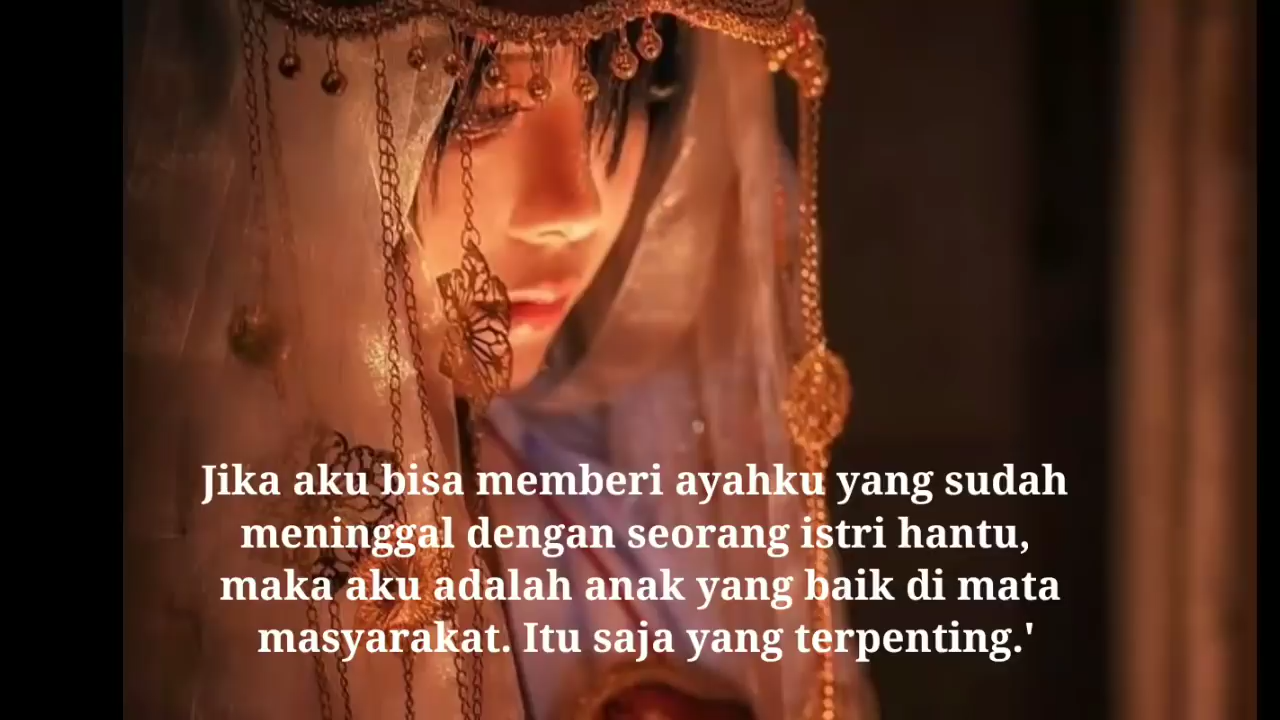 Jika aku bisa memberi ayahku yang sudah
meninggal dengan seorang istri hantu,
maka aku adalah anak yang baik di mata
masyarakat. Itu saja yang terpenting.'